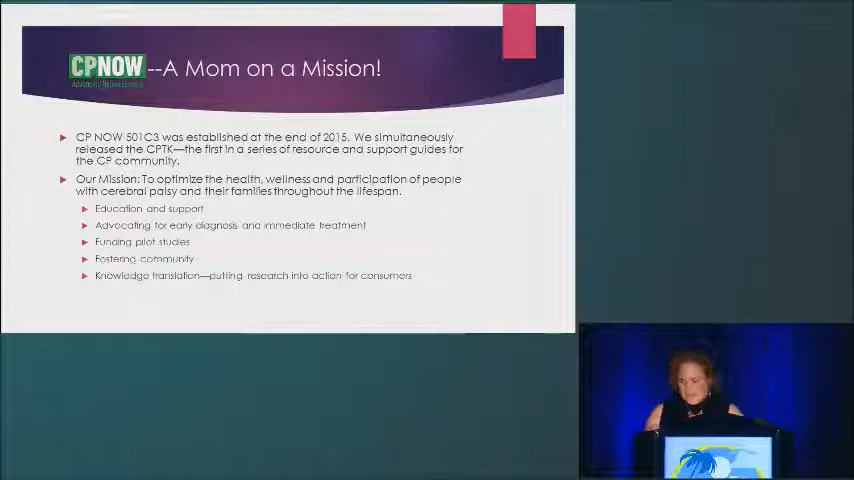 CPNOW--A Mom on a Mission!
CP NOW 501C3 was established at the end of 2015. We simultaneously
released the CPTK—the first in a series of resource and support guides for
the CP community.
Our Mission: To optimize the health, wellness and participation of people
with cerebral palsy and their families throughout the lifespan.
Education and support
Advocating for early diagnosis and immediate treatment
Funding pilot studies
Fostering community
Knowledge translation—putting research into action for consumers